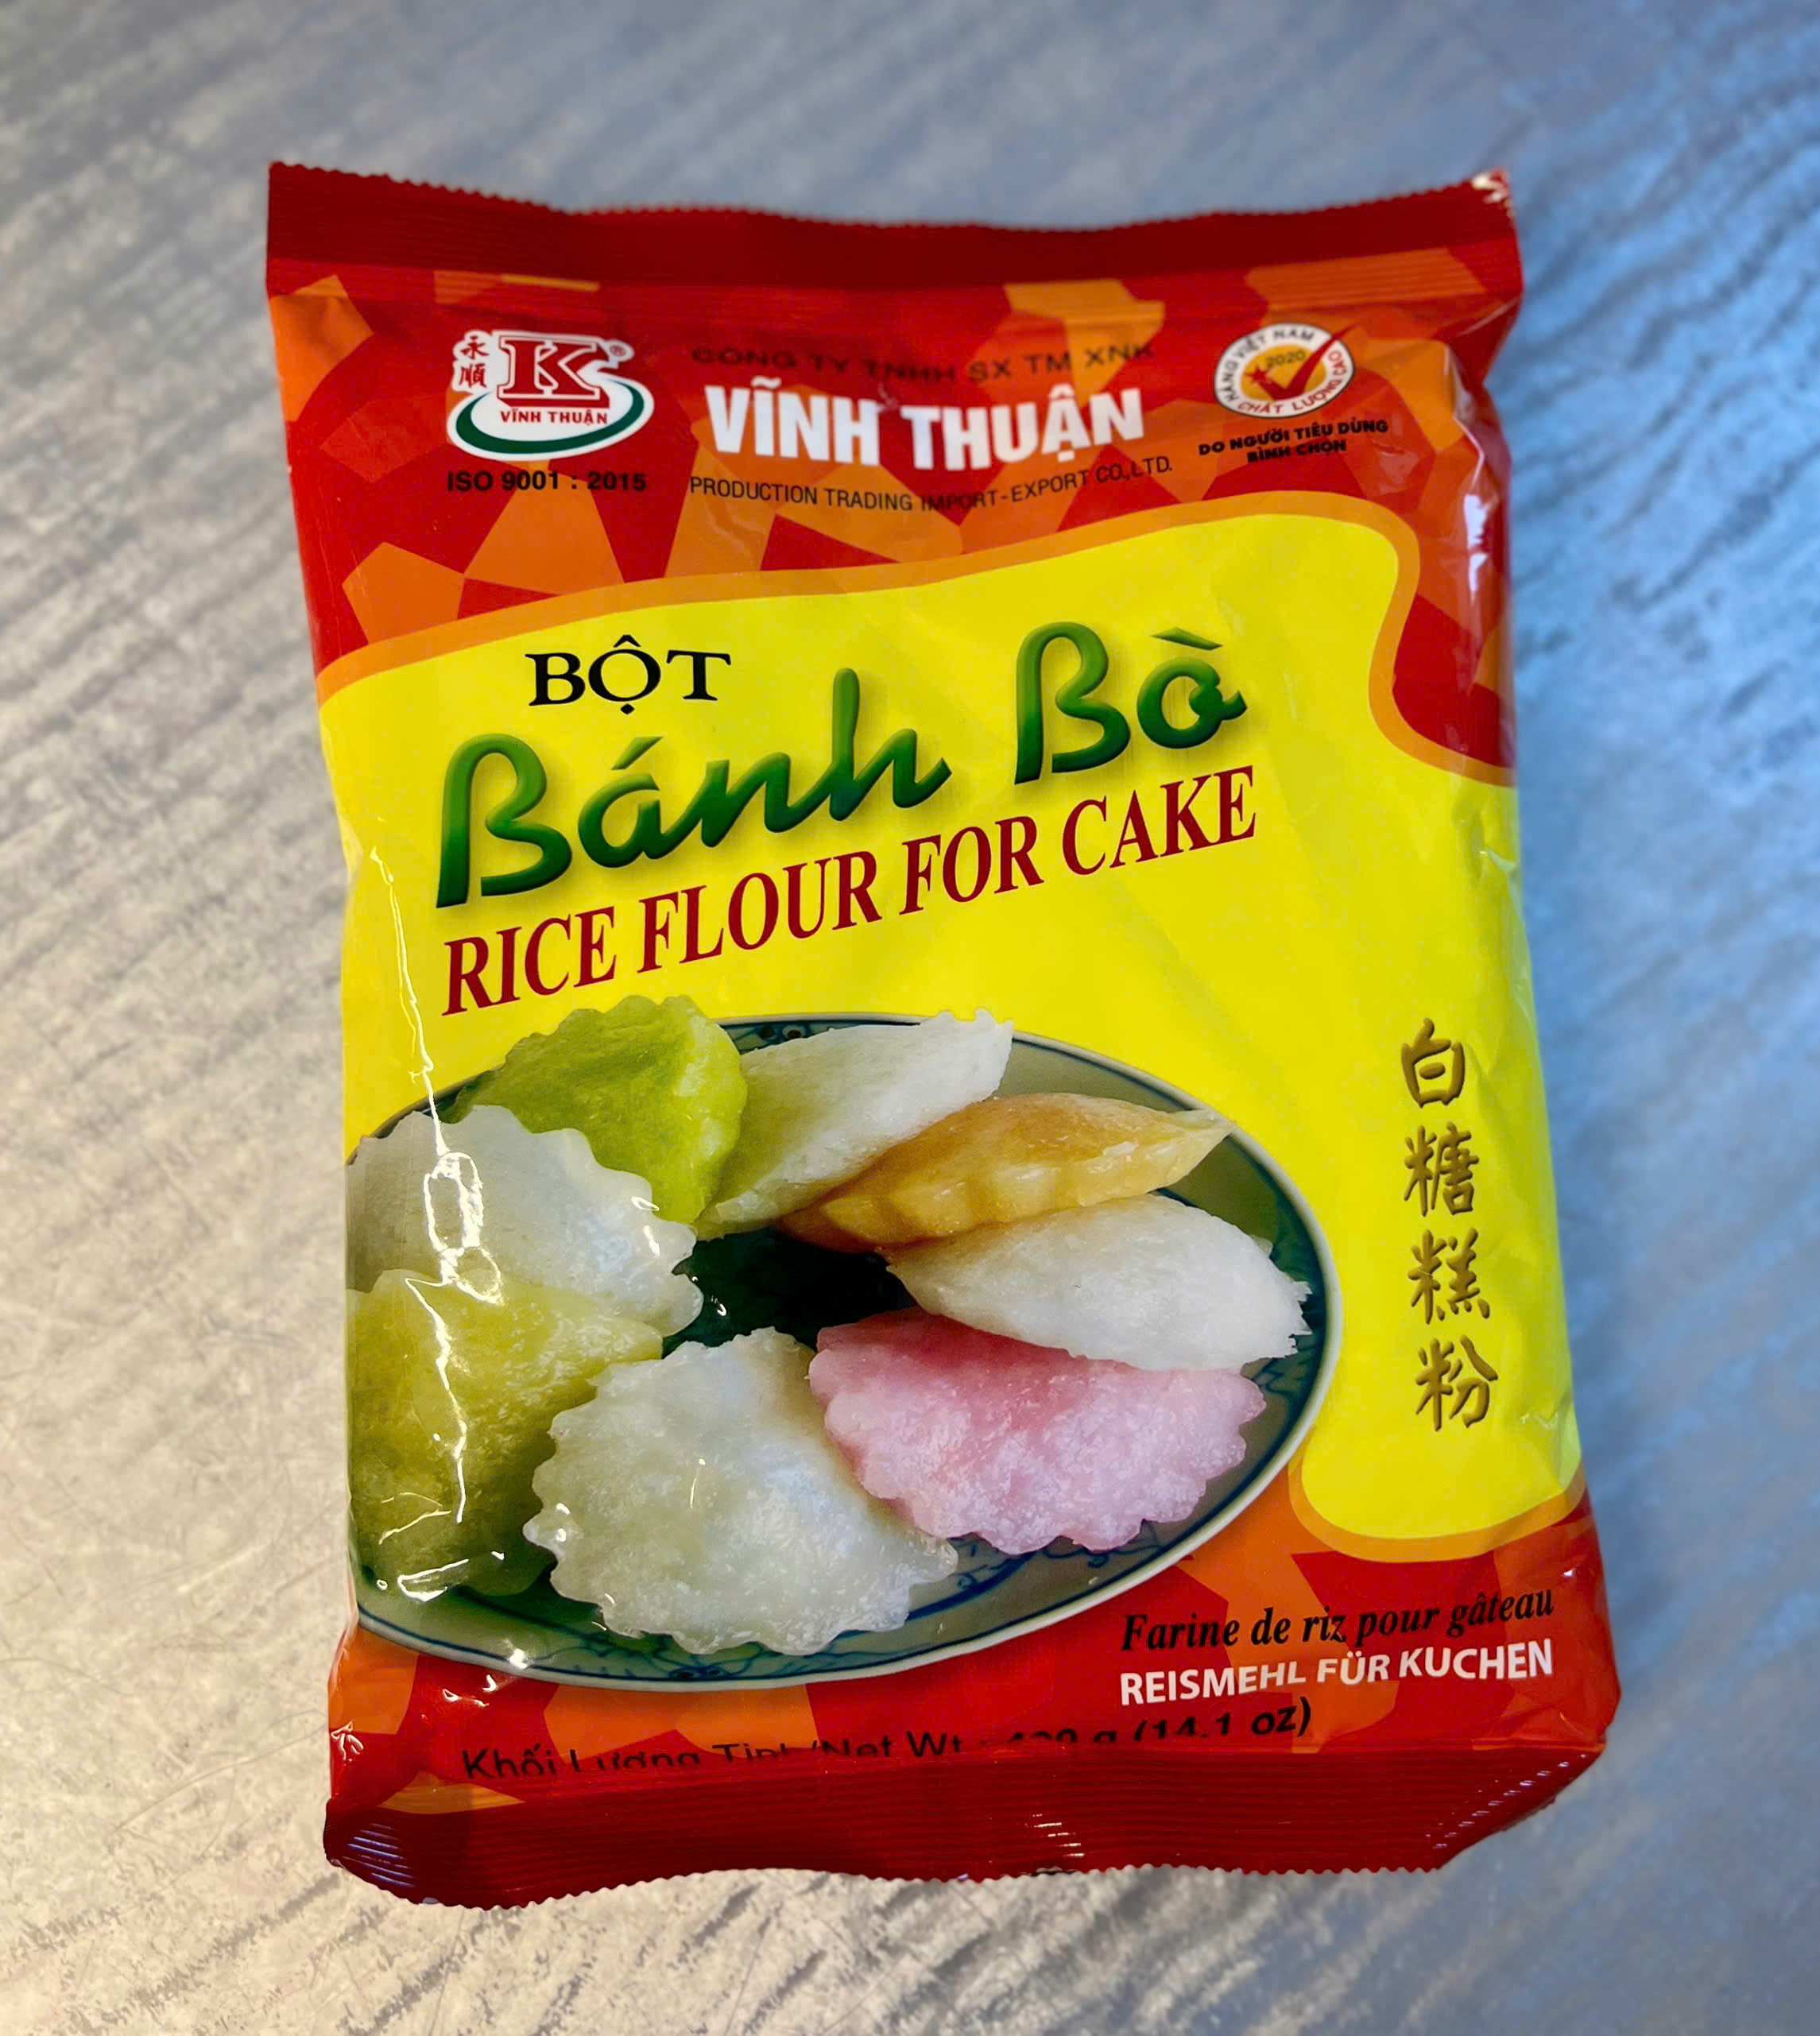 永順
K®
VĨNH THUẬN
ISO 9001 : 2015
CÔNG TY TNHH SX TM XNK
VĨNH THUẬN
PRODUCTION TRADING IMPORT-EXPORT CO.,LTD.
HÀNG VIỆT NAM
2020
CHẤT LƯỢNG CAO
DO NGƯỜI TIÊU DÙNG
BÌNH CHỌN
BỘT
Bánh Bò
RICE FLOUR FOR CAKE
白糖糕粉
Farine de riz pour gâteau
REISMEHL FÜR KUCHEN
Khối Lượng Tịnh/Net Wt.: 400 g (14.1 oz)